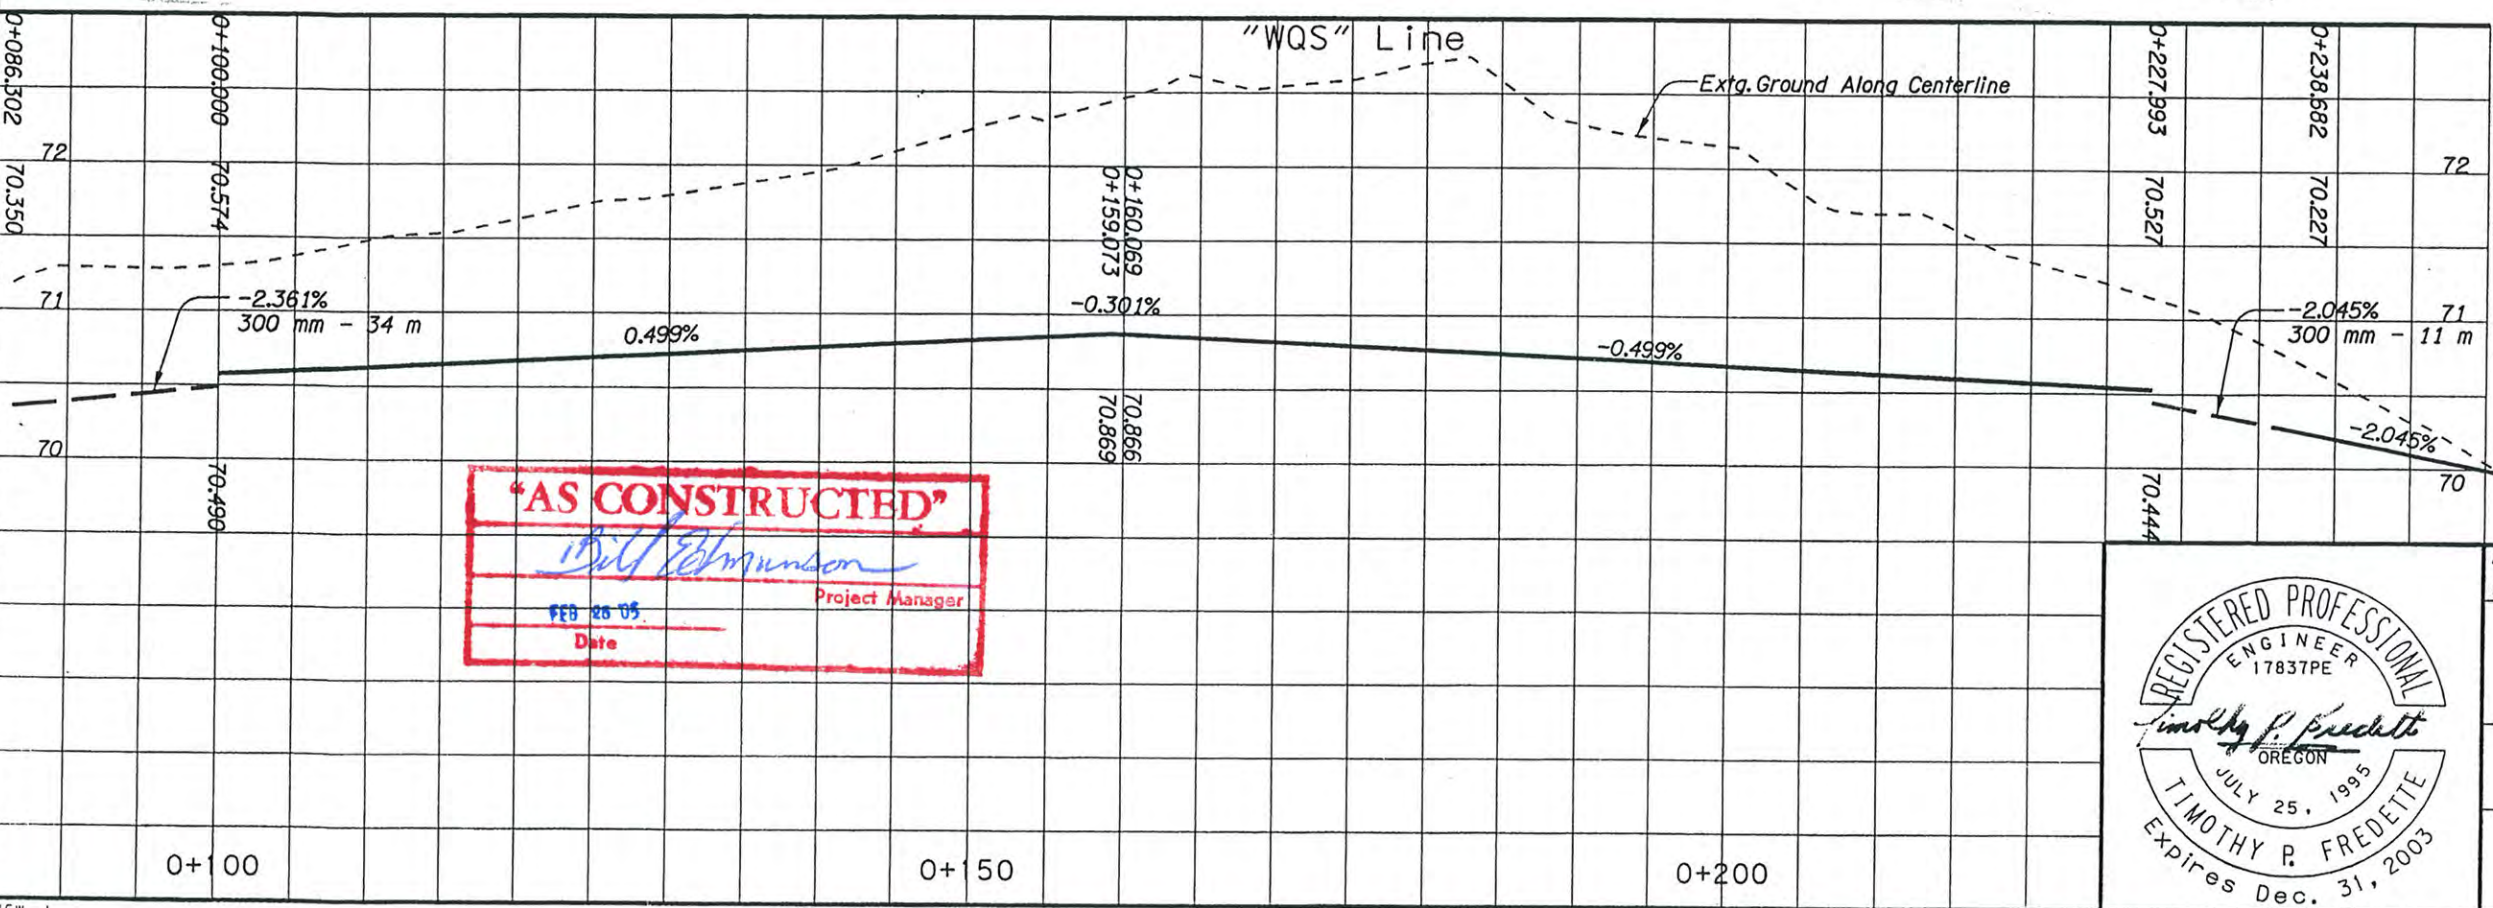 "WQS" Line
0+086.302 70.350
0+100.000 70.574
70.490
0+160.069
0+159.073
70.866
70.869
0+227.993 70.527
70.444
0+238.682 70.227
Extg. Ground Along Centerline
72
72
71
71
70
70
-2.361%
300 mm - 34 m
0.499%
-0.301%
-0.499%
-2.045%
300 mm - 11 m
-2.045%
"AS CONSTRUCTED"
Bill Edmunson
Project Manager
FEB 05
Date
REGISTERED PROFESSIONAL
ENGINEER
17837PE
Timothy P. Fredette
OREGON
JULY 25, 1995
TIMOTHY P. FREDETTE
Expires Dec. 31, 2003
0+100
0+150
0+200